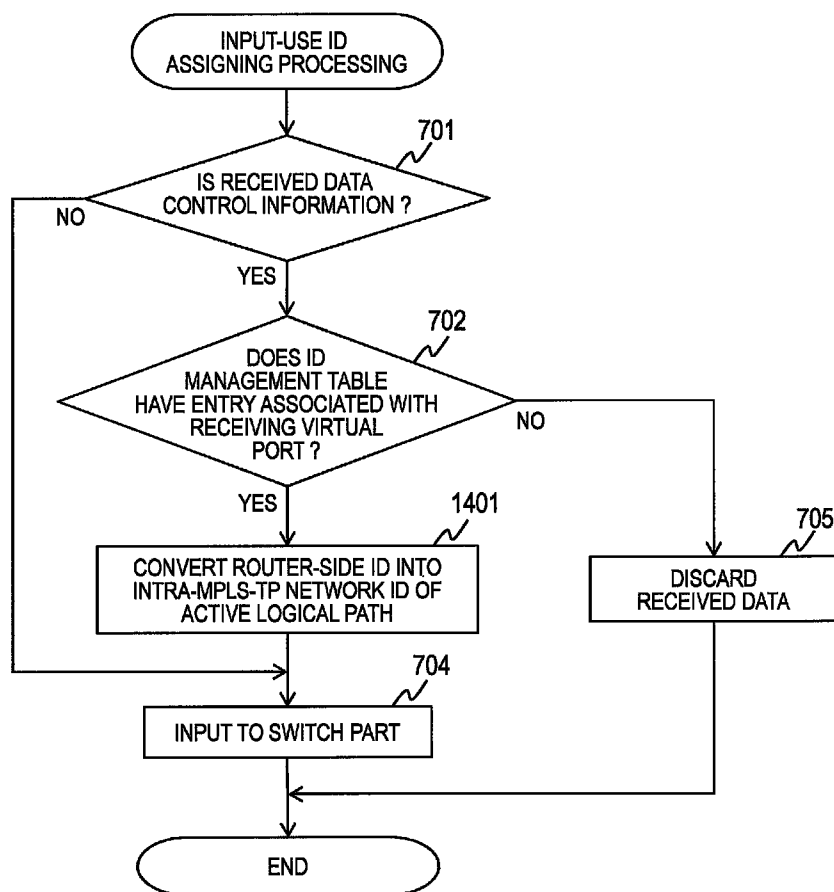 INPUT-USE ID
ASSIGNING PROCESSING
701
IS RECEIVED DATA
CONTROL INFORMATION ?
NO
YES
702
DOES ID
MANAGEMENT TABLE
HAVE ENTRY ASSOCIATED WITH
RECEIVING VIRTUAL
PORT ?
NO
YES
1401
CONVERT ROUTER-SIDE ID INTO
INTRA-MPLS-TP NETWORK ID OF
ACTIVE LOGICAL PATH
705
DISCARD
RECEIVED DATA
704
INPUT TO SWITCH PART
END